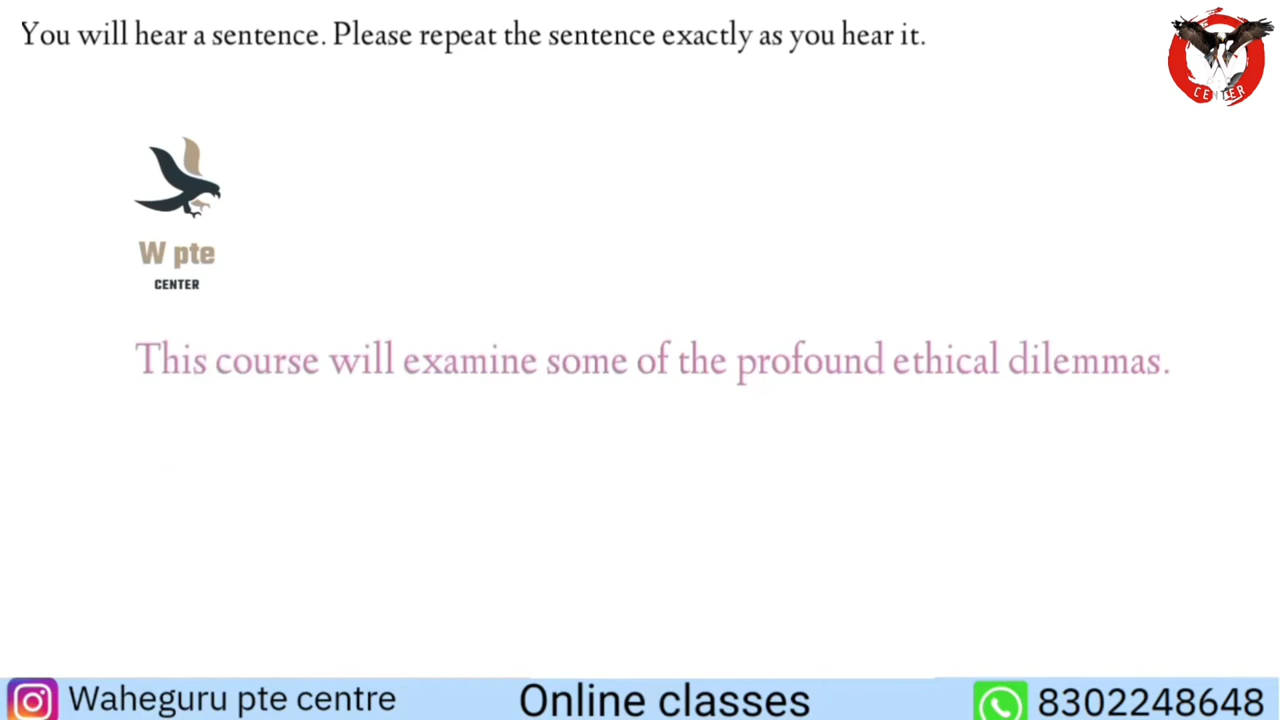 You will hear a sentence. Please repeat the sentence exactly as you hear it.
CENTER
W pte
CENTER
This course will examine some of the profound ethical dilemmas.
Waheguru pte centre
Online classes
8302248648